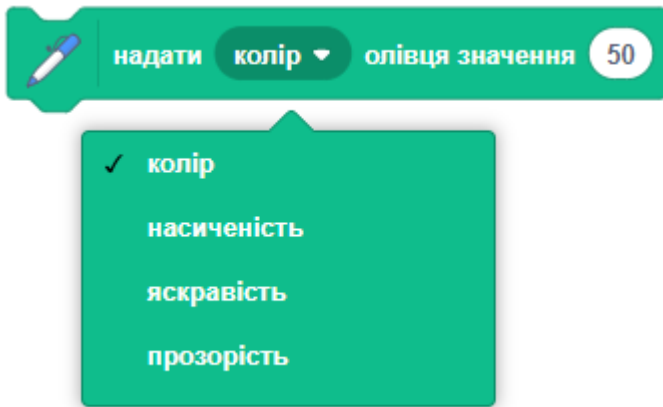 надати колір олівця значення 50
✓ колір
насиченість
яскравість
прозорість